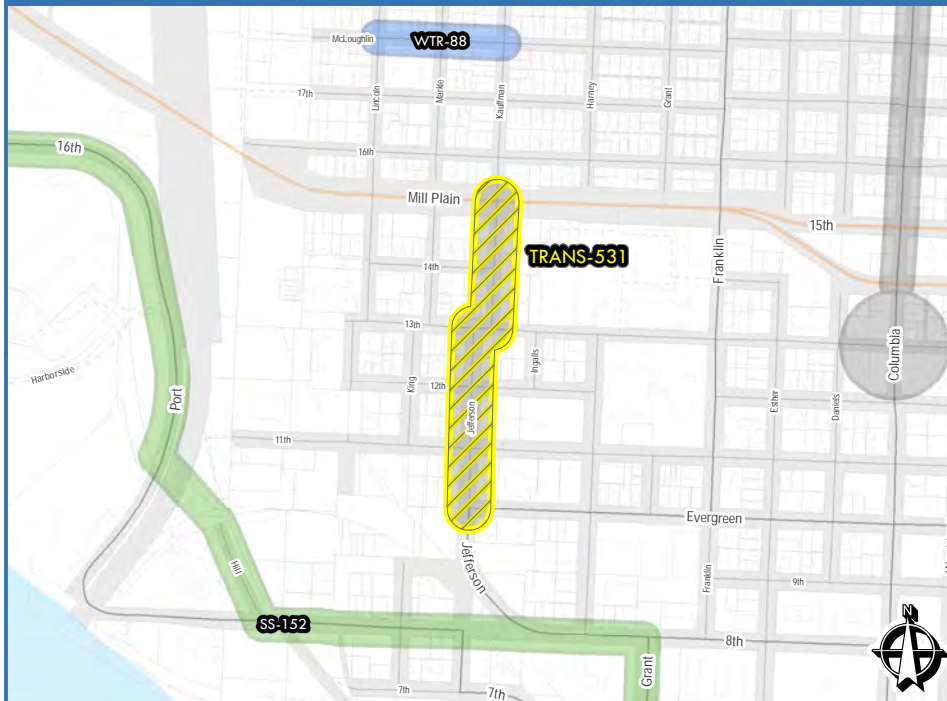 McLoughlin
WTR-88
Lincoln
Markle
Kauffman
Harney
Grant
17th
16th
16th
Mill Plain
15th
TRANS-531
Franklin
14th
13th
Ingalls
Columbia
Harborside
Port
King
12th
Jefferson
Esther
Daniels
11th
Evergreen
Jefferson
Hill
Franklin
9th
SS-152
8th
Grant
7th
7th
N